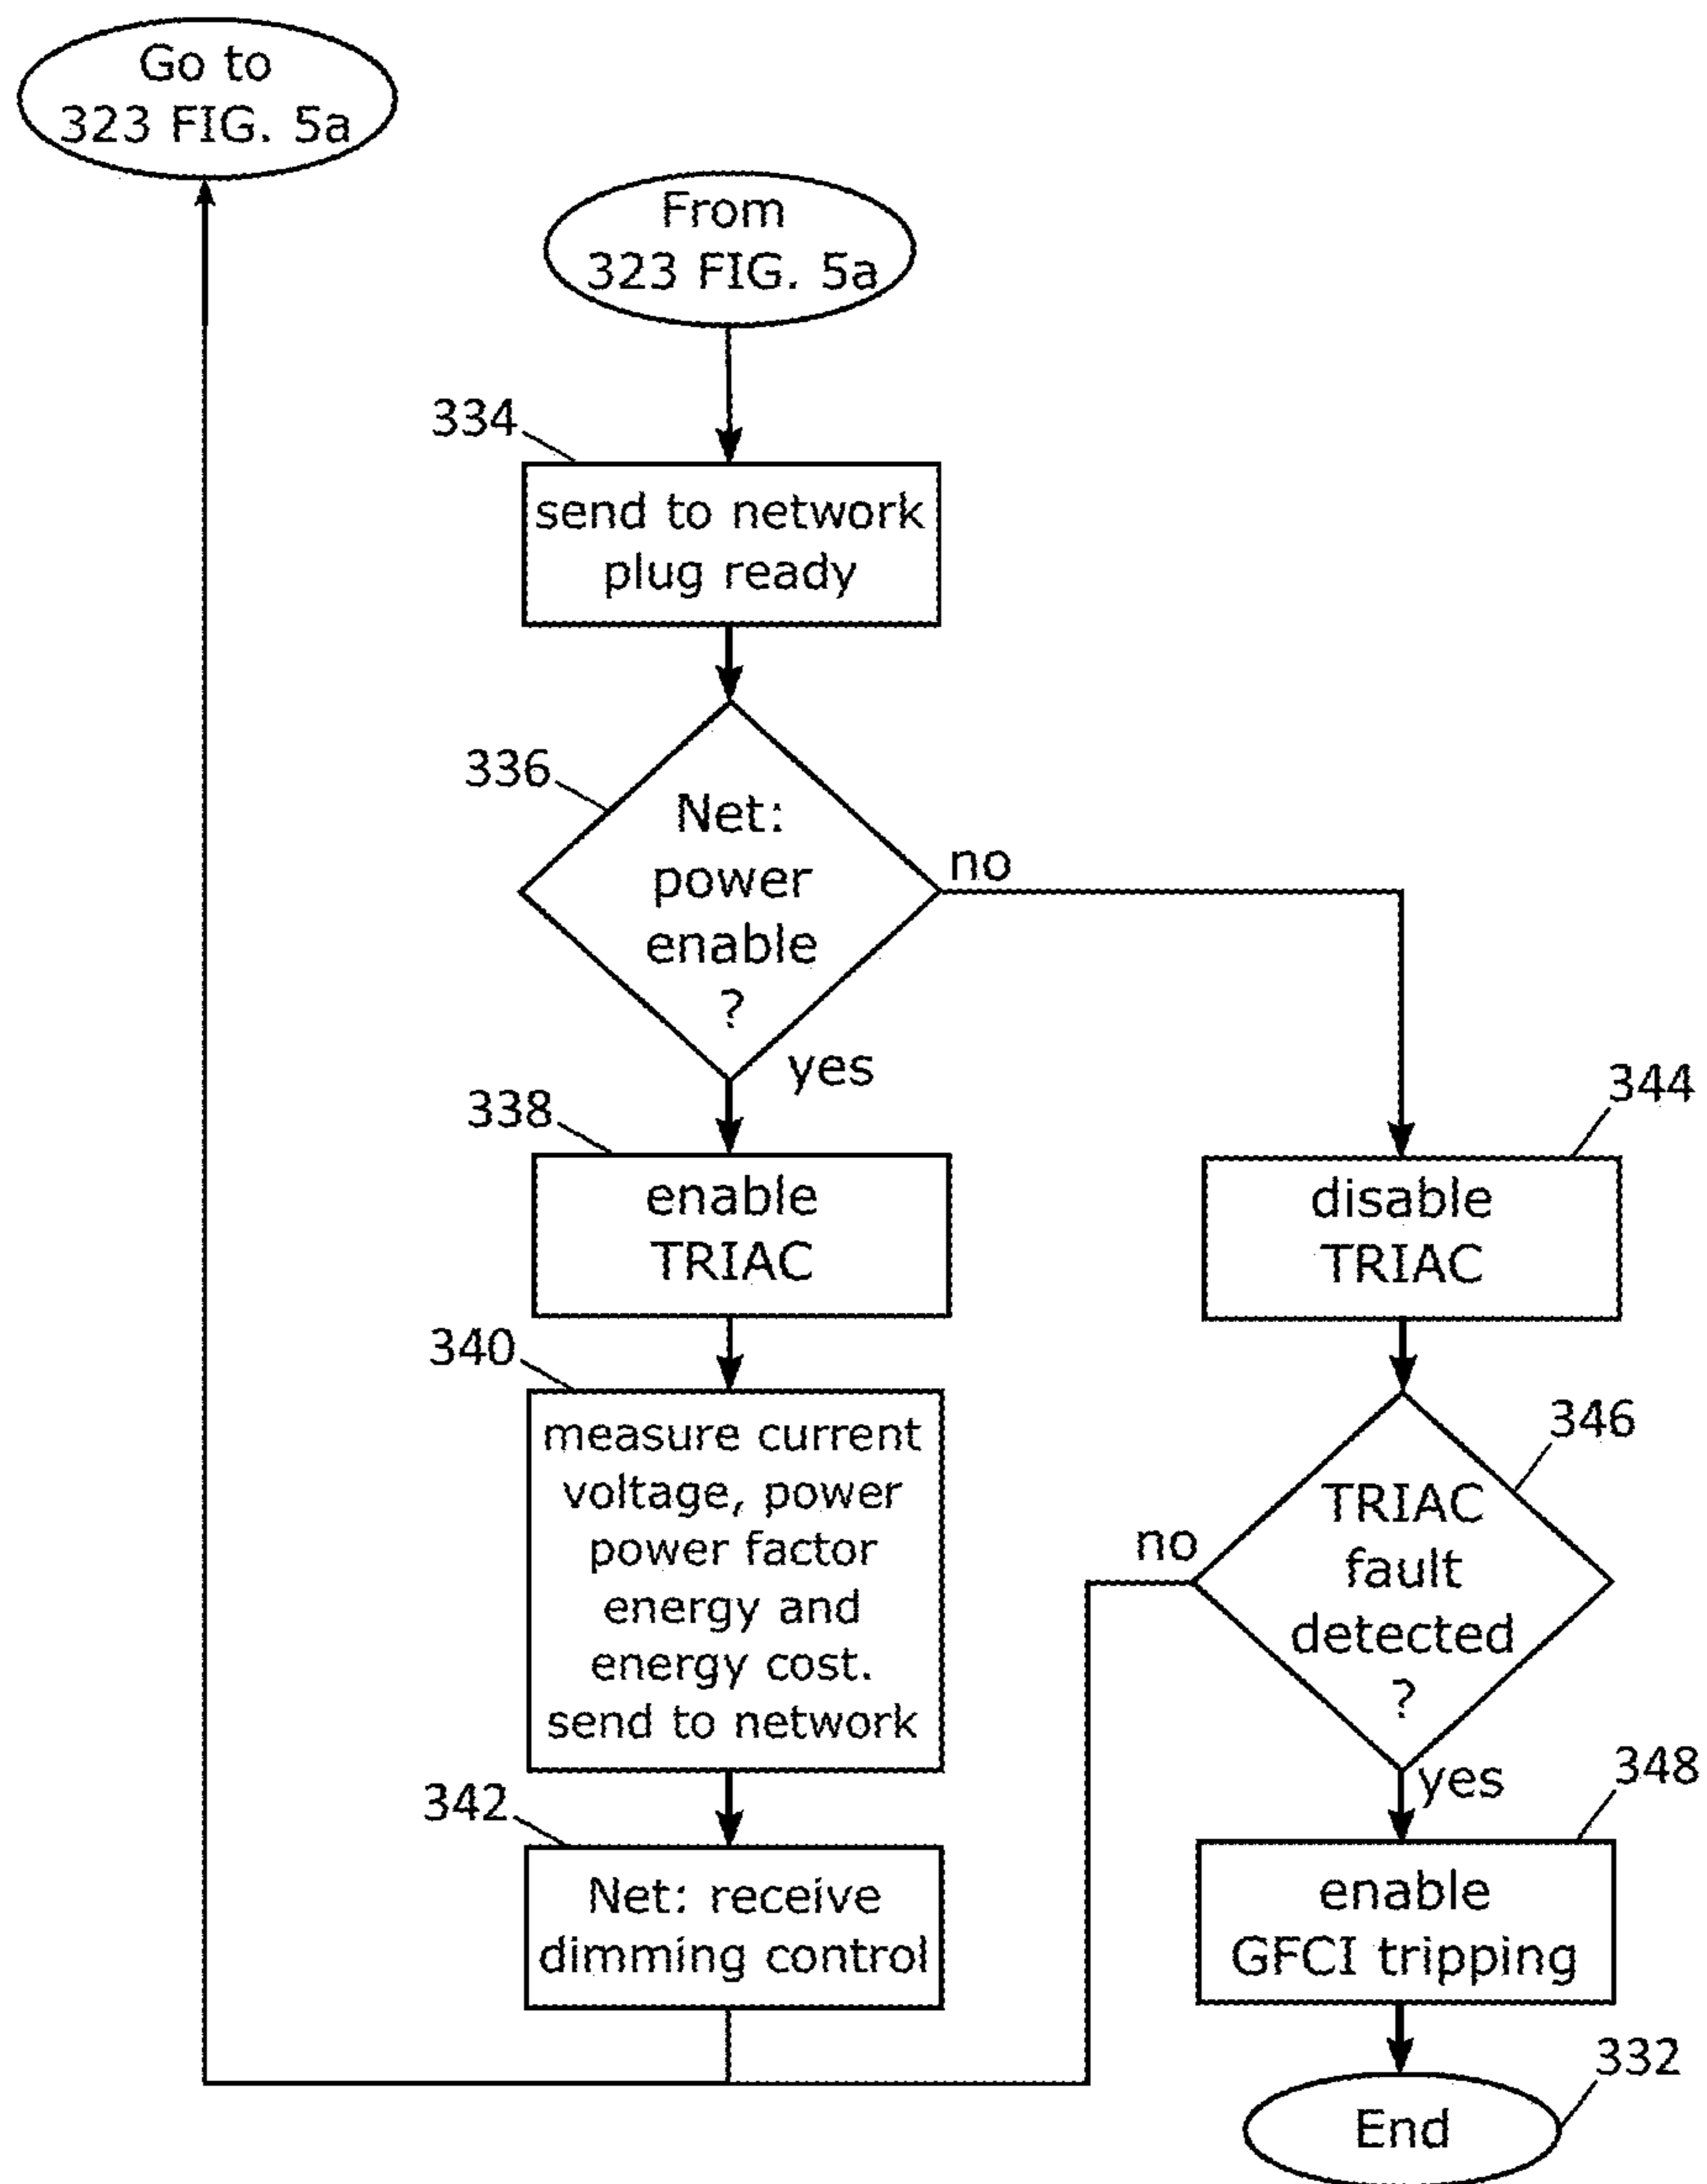 Go to
323 FIG. 5a
From
323 FIG. 5a
334
send to network
plug ready
336
Net:
power
enable
?
no
yes
338
enable
TRIAC
344
disable
TRIAC
340
measure current
voltage, power
power factor
energy and
energy cost.
send to network
346
TRIAC
fault
detected
?
no
yes
342
Net: receive
dimming control
348
enable
GFCI tripping
332
End